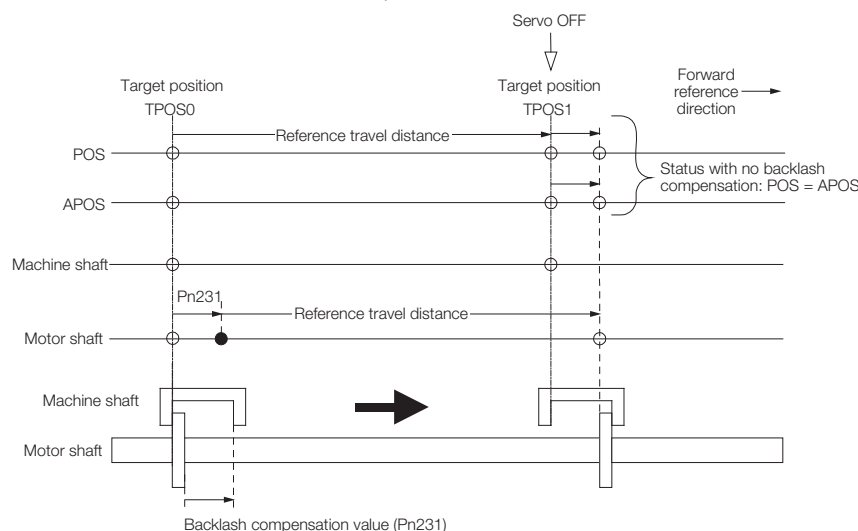 Servo OFF
Target position
TPOS0
Target position
TPOS1
Forward
reference
direction
Reference travel distance
POS
Status with no backlash
compensation: POS = APOS
APOS
Machine shaft
Pn231
Reference travel distance
Motor shaft
Machine shaft
Motor shaft
Backlash compensation value (Pn231)